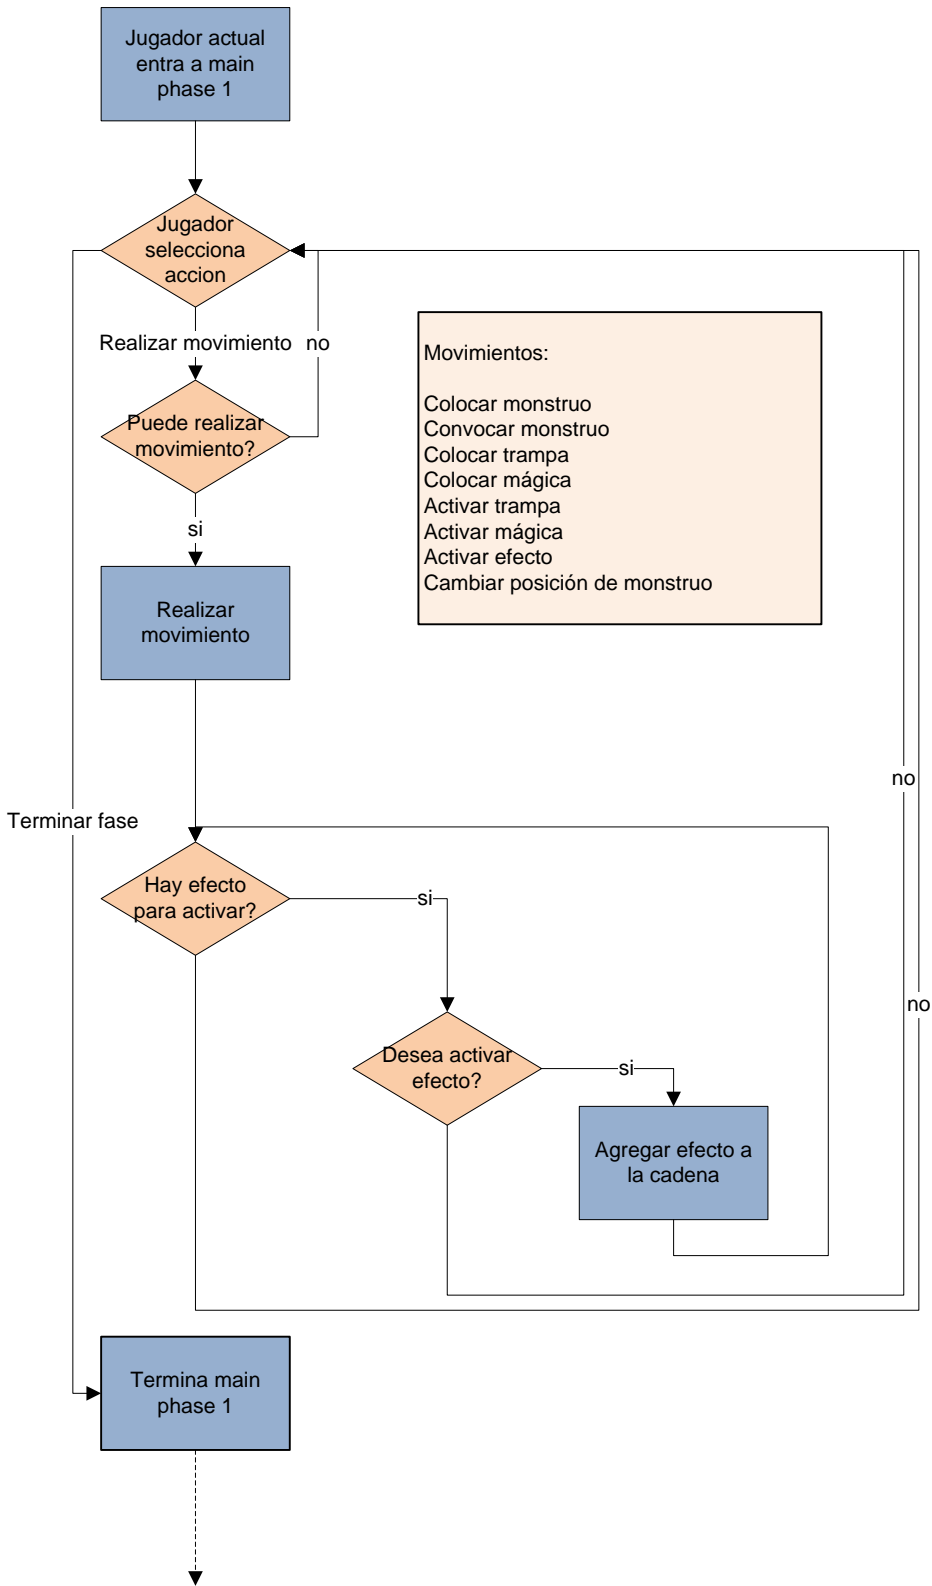 Jugador actual
entra a main
phase 1
Jugador
selecciona
accion
Realizar movimiento
no
Movimientos:
Colocar monstruo
Convocar monstruo
Colocar trampa
Colocar mágica
Activar trampa
Activar mágica
Activar efecto
Cambiar posición de monstruo
Puede realizar
movimiento?
si
Realizar
movimiento
no
Terminar fase
Hay efecto
para activar?
si
no
Desea activar
efecto?
si
Agregar efecto a
la cadena
Termina main
phase 1